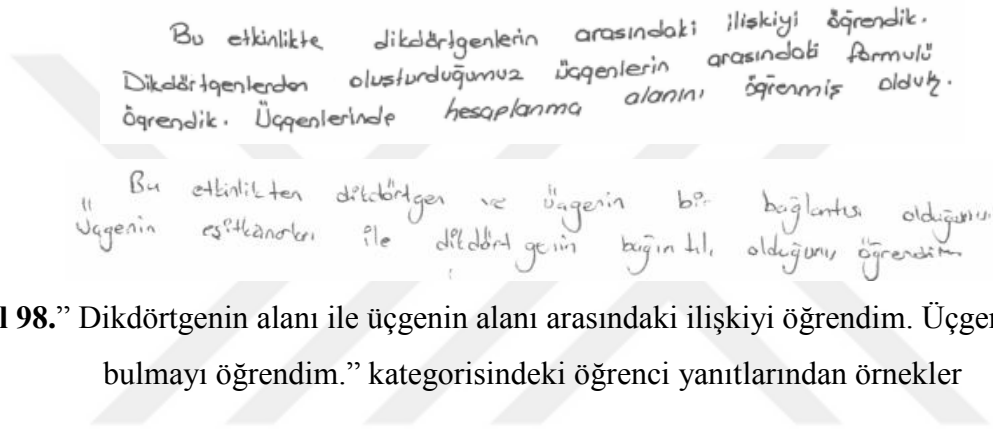 Bu etkinlikte dikdörtgenlerin arasındaki ilişkiyi öğrendik.
Dikdörtgenlerden oluşturduğumuz üçgenlerin arasındaki formulü
öğrendik. Üçgenlerinde hesaplanma alanını öğrenmiş olduk.
Bu etkinlikten dikdörtgen ve üçgenin bir bağlantısı olduğunu
üçgenin eşitkenarları ile dikdörtgenin bağıntılı olduğunu öğrendim
l 98.” Dikdörtgenin alanı ile üçgenin alanı arasındaki ilişkiyi öğrendim. Üçge
bulmayı öğrendim.” kategorisindeki öğrenci yanıtlarından örnekler